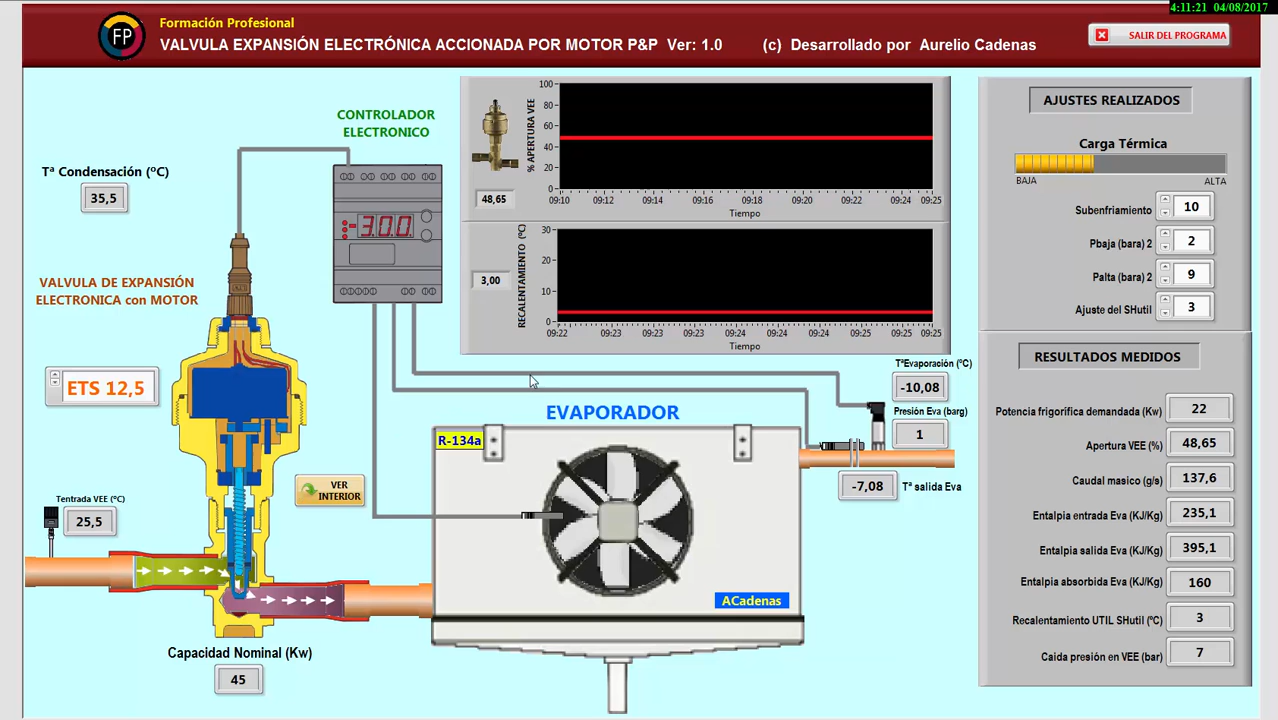 4:11:21 04/08/2017
FP
Formación Profesional
VALVULA EXPANSIÓN ELECTRÓNICA ACCIONADA POR MOTOR P&P Ver: 1.0 (c) Desarrollado por Aurelio Cadenas
SALIR DEL PROGRAMA
CONTROLADOR
ELECTRONICO
Tª Condensación (ºC)
35,5
3.0.0
VALVULA DE EXPANSIÓN
ELECTRONICA con MOTOR
ETS 12,5
Tentrada VEE (ºC)
25,5
VER
INTERIOR
Capacidad Nominal (Kw)
45
% APERTURA VEE
100
80
60
40
20
0
09:10 09:12 09:14 09:16 09:18 09:20 09:22 09:25
Tiempo
48,65
RECALENTAMIENTO (ºC)
30
20
10
0
09:22 09:23 09:23 09:23 09:24 09:24 09:25 09:25
Tiempo
3,00
EVAPORADOR
R-134a
ACadenas
TªEvaporación (ºC)
-10,08
Presión Eva (barg)
1
-7,08
Tª salida Eva
AJUSTES REALIZADOS
Carga Térmica
BAJA ALTA
Subenfriamiento 10
Pbaja (bara) 2 2
Palta (bara) 2 9
Ajuste del SHutil 3
RESULTADOS MEDIDOS
Potencia frigorífica demandada (Kw) 22
Apertura VEE (%) 48,65
Caudal masico (g/s) 137,6
Entalpia entrada Eva (KJ/Kg) 235,1
Entalpia salida Eva (KJ/Kg) 395,1
Entalpia absorbida Eva (KJ/Kg) 160
Recalentamiento UTIL SHutil (ºC) 3
Caida presión en VEE (bar) 7